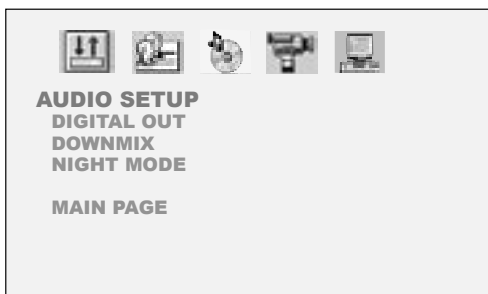 AUDIO SETUP
DIGITAL OUT
DOWNMIX
NIGHT MODE
MAIN PAGE